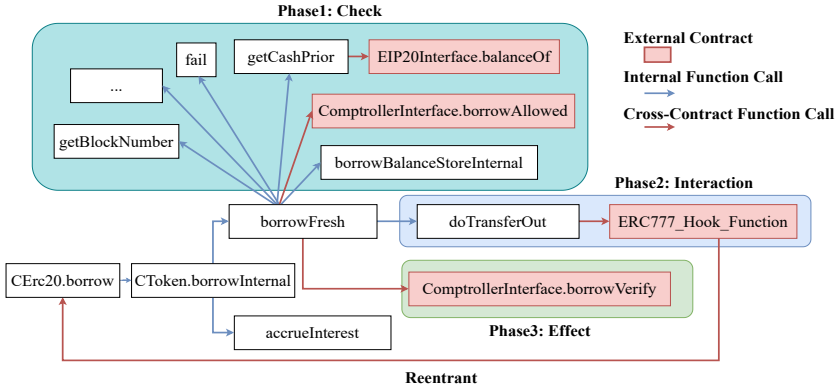 Phase1: Check
fail
getCashPrior
EIP20Interface.balanceOf
...
ComptrollerInterface.borrowAllowed
getBlockNumber
borrowBalanceStoreInternal
External Contract
Internal Function Call
Cross-Contract Function Call
Phase2: Interaction
borrowFresh
doTransferOut
ERC777_Hook_Function
CErc20.borrow
CToken.borrowInternal
ComptrollerInterface.borrowVerify
accrueInterest
Phase3: Effect
Reentrant